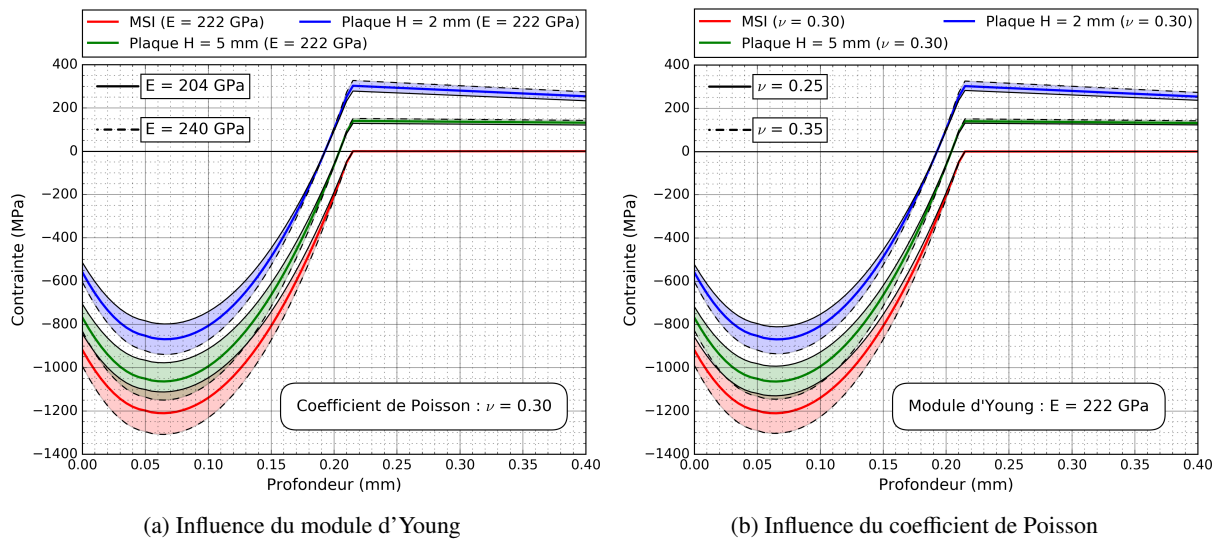 MSI (E = 222 GPa)
Plaque H = 2 mm (E = 222 GPa)
Plaque H = 5 mm (E = 222 GPa)
E = 204 GPa
E = 240 GPa
400
200
0
−200
−400
−600
−800
−1000
−1200
−1400
Contrainte (MPa)
Coefficient de Poisson : ν = 0.30
0.00 0.05 0.10 0.15 0.20 0.25 0.30 0.35 0.40
Profondeur (mm)
(a) Influence du module d'Young
MSI (ν = 0.30)
Plaque H = 2 mm (ν = 0.30)
Plaque H = 5 mm (ν = 0.30)
ν = 0.25
ν = 0.35
400
200
0
−200
−400
−600
−800
−1000
−1200
−1400
Contrainte (MPa)
Module d'Young : E = 222 GPa
0.00 0.05 0.10 0.15 0.20 0.25 0.30 0.35 0.40
Profondeur (mm)
(b) Influence du coefficient de Poisson